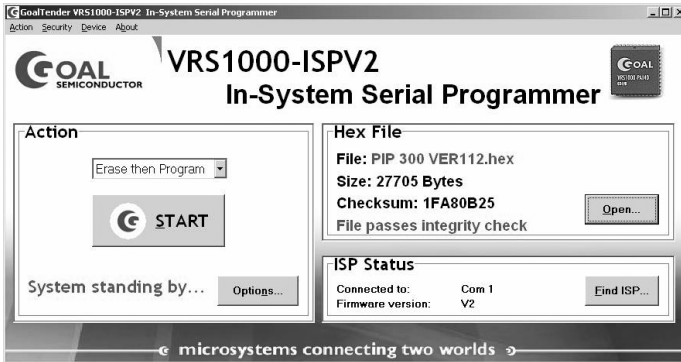 GoalTender VRS1000-ISPV2 In-System Serial Programmer
Action Security Device About
GOAL
SEMICONDUCTOR
VRS1000-ISPV2
In-System Serial Programmer
GOAL
Action
Erase then Program
START
System standing by...
Options...
Hex File
File: PIP 300 VER112.hex
Size: 27705 Bytes
Checksum: 1FA80B25
File passes integrity check
Open...
ISP Status
Connected to: Com 1
Firmware version: V2
Find ISP...
microsystems connecting two worlds